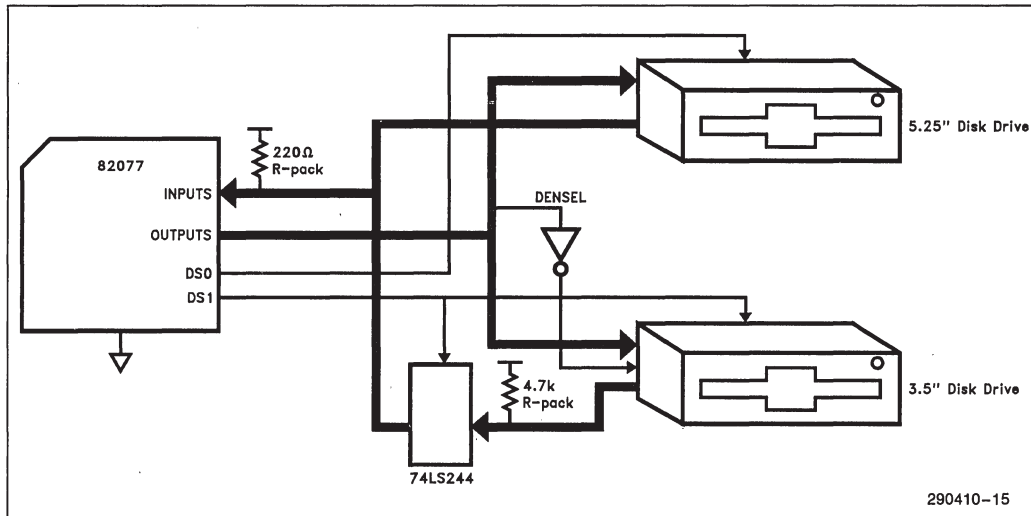 82077
220Ω
R-pack
INPUTS
OUTPUTS
DS0
DS1
DENSEL
5.25" Disk Drive
4.7k
R-pack
3.5" Disk Drive
74LS244
290410-15